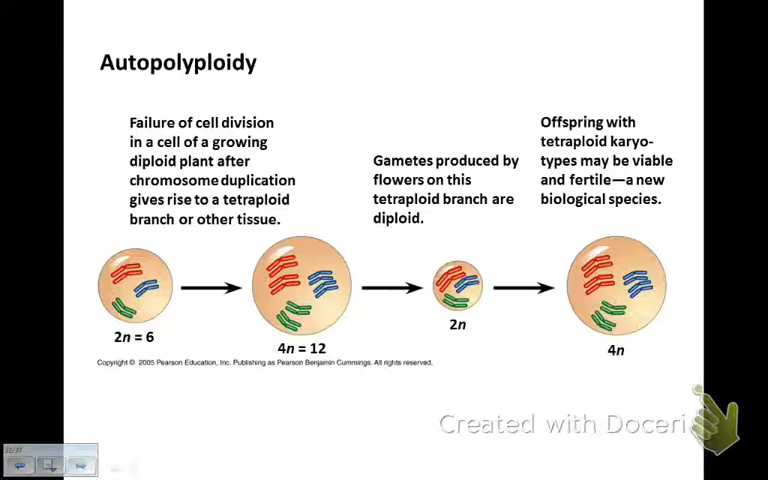 Autopolyploidy
Failure of cell division
in a cell of a growing
diploid plant after
chromosome duplication
gives rise to a tetraploid
branch or other tissue.
Gametes produced by
flowers on this
tetraploid branch are
diploid.
Offspring with
tetraploid karyo-
types may be viable
and fertile—a new
biological species.
2n = 6
4n = 12
2n
4n
Copyright © 2005 Pearson Education, Inc. Publishing as Pearson Benjamin Cummings. All rights reserved.
Created with Doceri
32/37